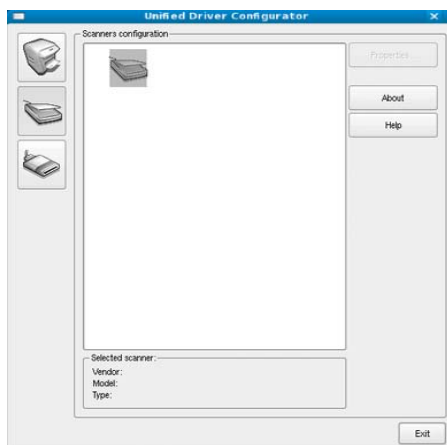 Unified Driver Configurator
Scanners configuration
Properties...
About
Help
Selected scanner:
Vendor:
Model:
Type:
Exit